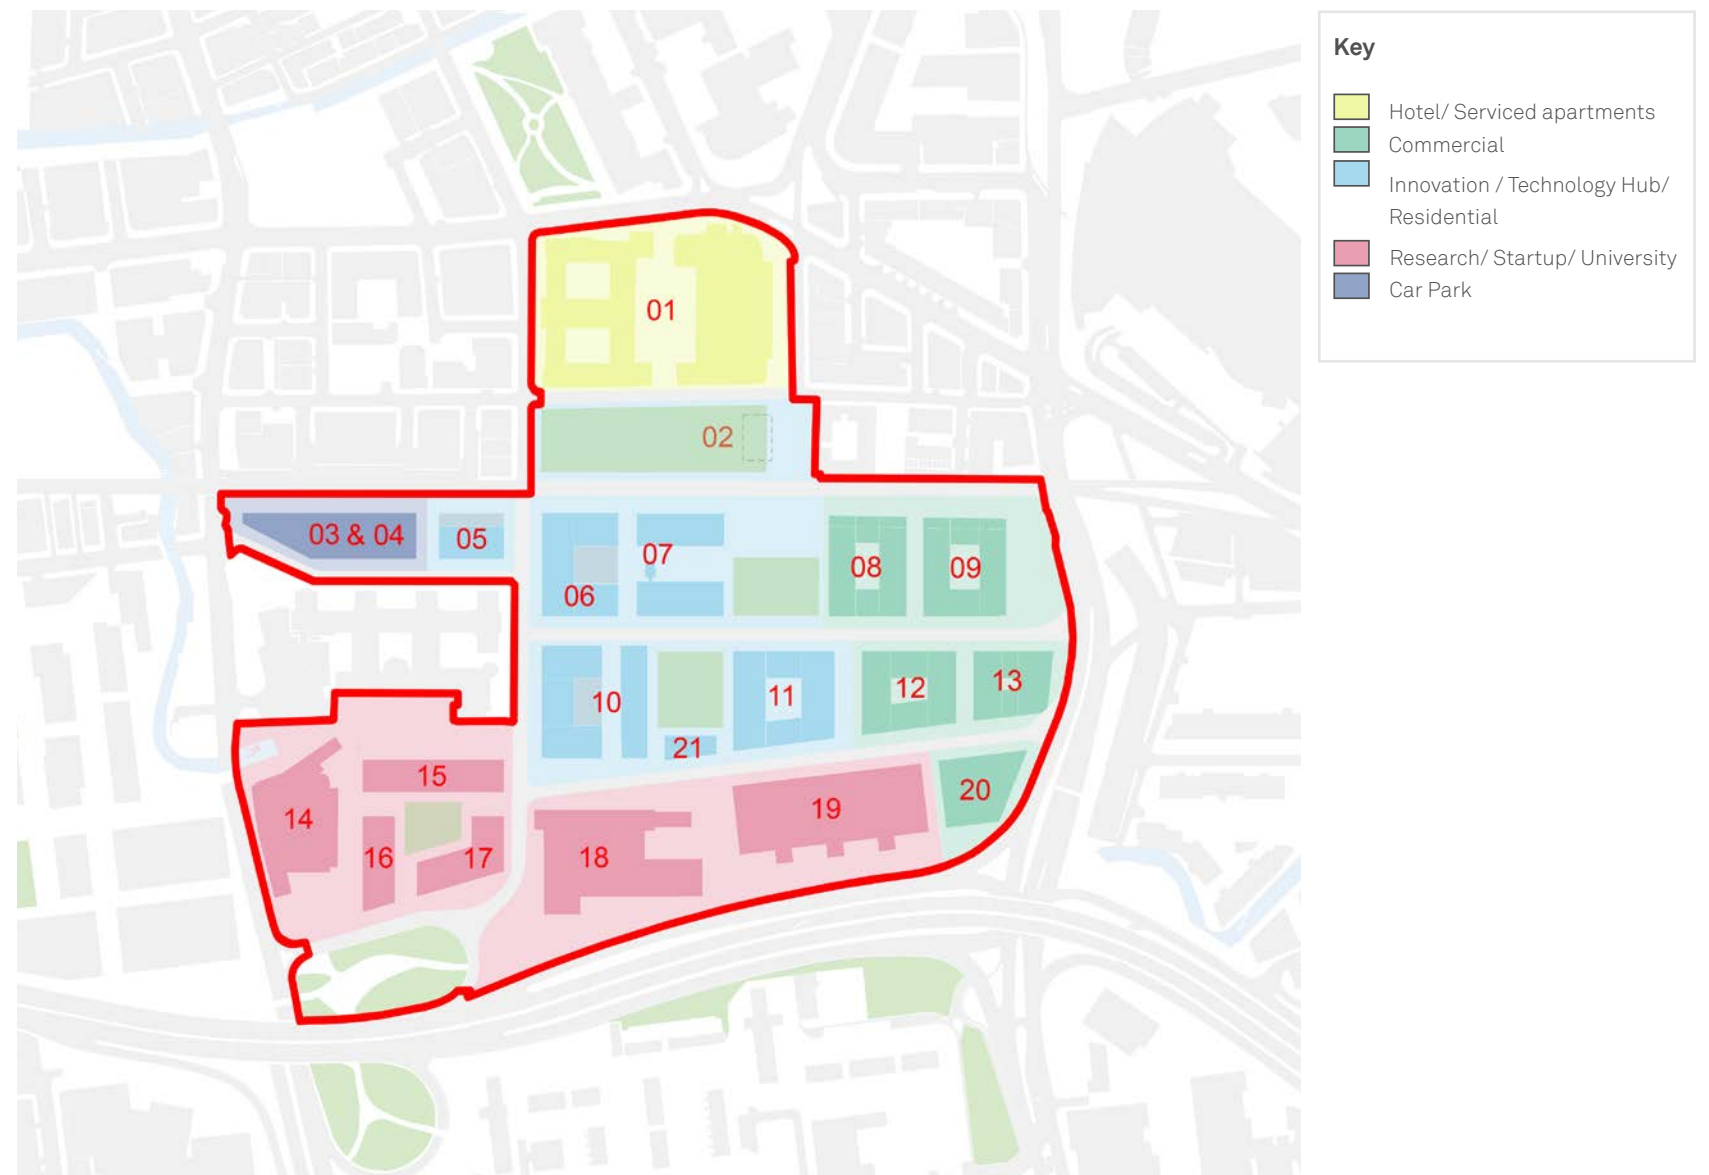 Key
Hotel/ Serviced apartments
Commercial
Innovation / Technology Hub/
Residential
Research/ Startup/ University
Car Park
01
02
03 & 04
05
06
07
08
09
10
11
12
13
21
14
15
16
17
18
19
20